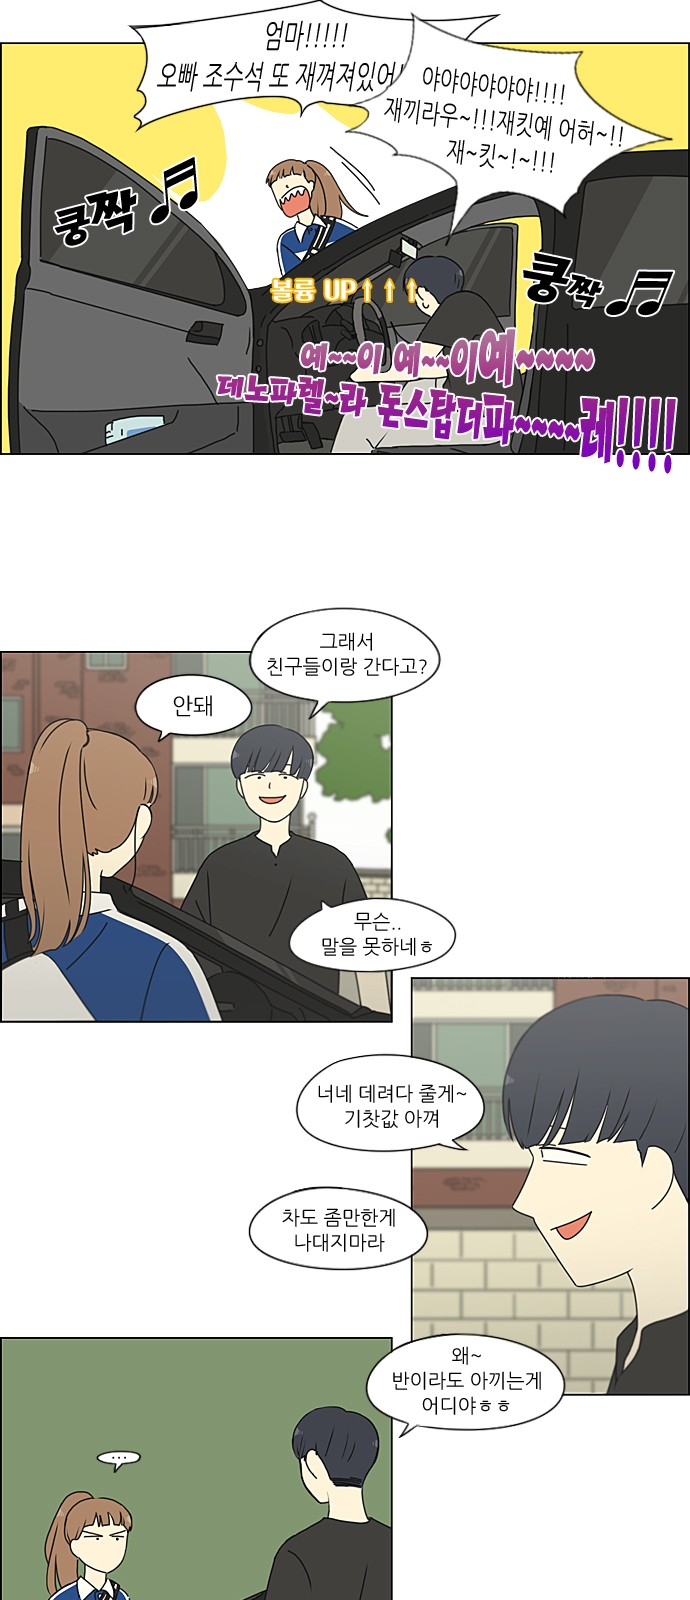 엄마!!!!!
오빠 조수석 또 재껴져있어!
야야야야야야!!!!
재끼라우~!!!재킷예 어허~!!
재~킷~!~!!!
쿵짝
볼륨 UP↑↑↑
쿵짝
예~~이 예~~이예~~~~~
데노파렐~라 돈스탑더파~~~~레!!!!
그래서
친구들이랑 간다고?
안돼
무슨..
말을 못하네ㅎ
너네 데려다 줄게~
기찻값 아껴
차도 좀만한게
나대지마라
왜~
반이라도 아끼는게
어디야ㅎㅎ
...